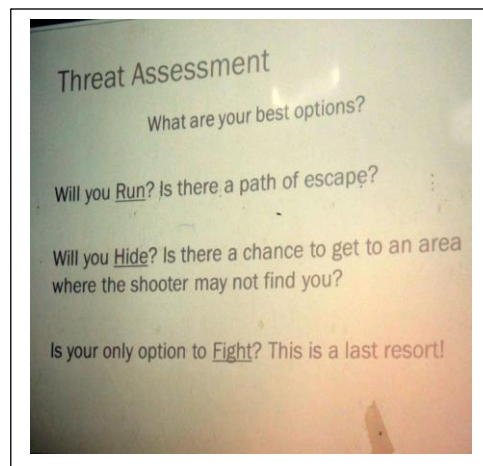 Threat Assessment
What are your best options?
Will you Run? Is there a path of escape?
Will you Hide? Is there a chance to get to an area
where the shooter may not find you?
Is your only option to Fight? This is a last resort!